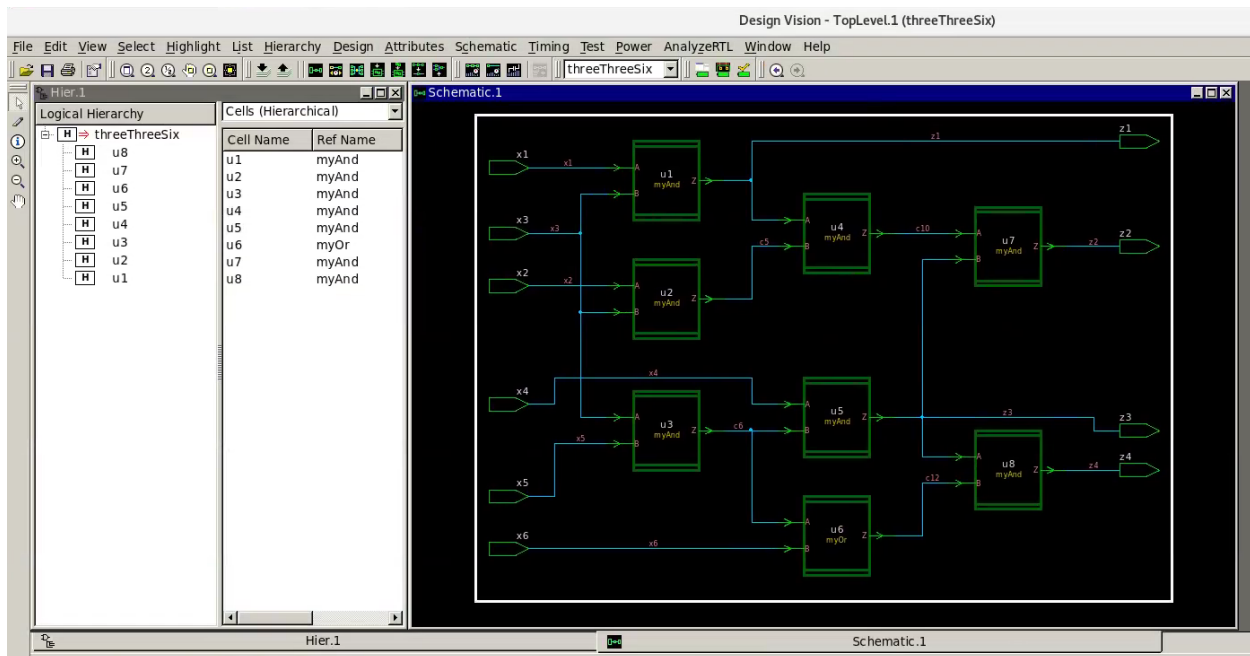 Design Vision - TopLevel.1 (threeThreeSix)
File Edit View Select Highlight List Hierarchy Design Attributes Schematic Timing Test Power AnalyzeRTL Window Help
threeThreeSix
Hier.1
Logical Hierarchy
threeThreeSix
H u8
H u7
H u6
H u5
H u4
H u3
H u2
H u1
Cells (Hierarchical)
Cell Name Ref Name
u1 myAnd
u2 myAnd
u3 myAnd
u4 myAnd
u5 myAnd
u6 myOr
u7 myAnd
u8 myAnd
Schematic.1
x1
x1
A
B
u1
myAnd
Z
z1
z1
x3
x3
x2
x2
A
B
u2
myAnd
Z
c5
A
B
u4
myAnd
Z
c10
A
B
u7
myAnd
Z
z2
z2
x4
x4
A
B
u3
myAnd
Z
c6
x5
x5
A
B
u5
myAnd
Z
z3
z3
A
B
u8
myAnd
Z
z4
z4
c12
x6
x6
A
B
u6
myOr
Z
Hier.1
Schematic.1